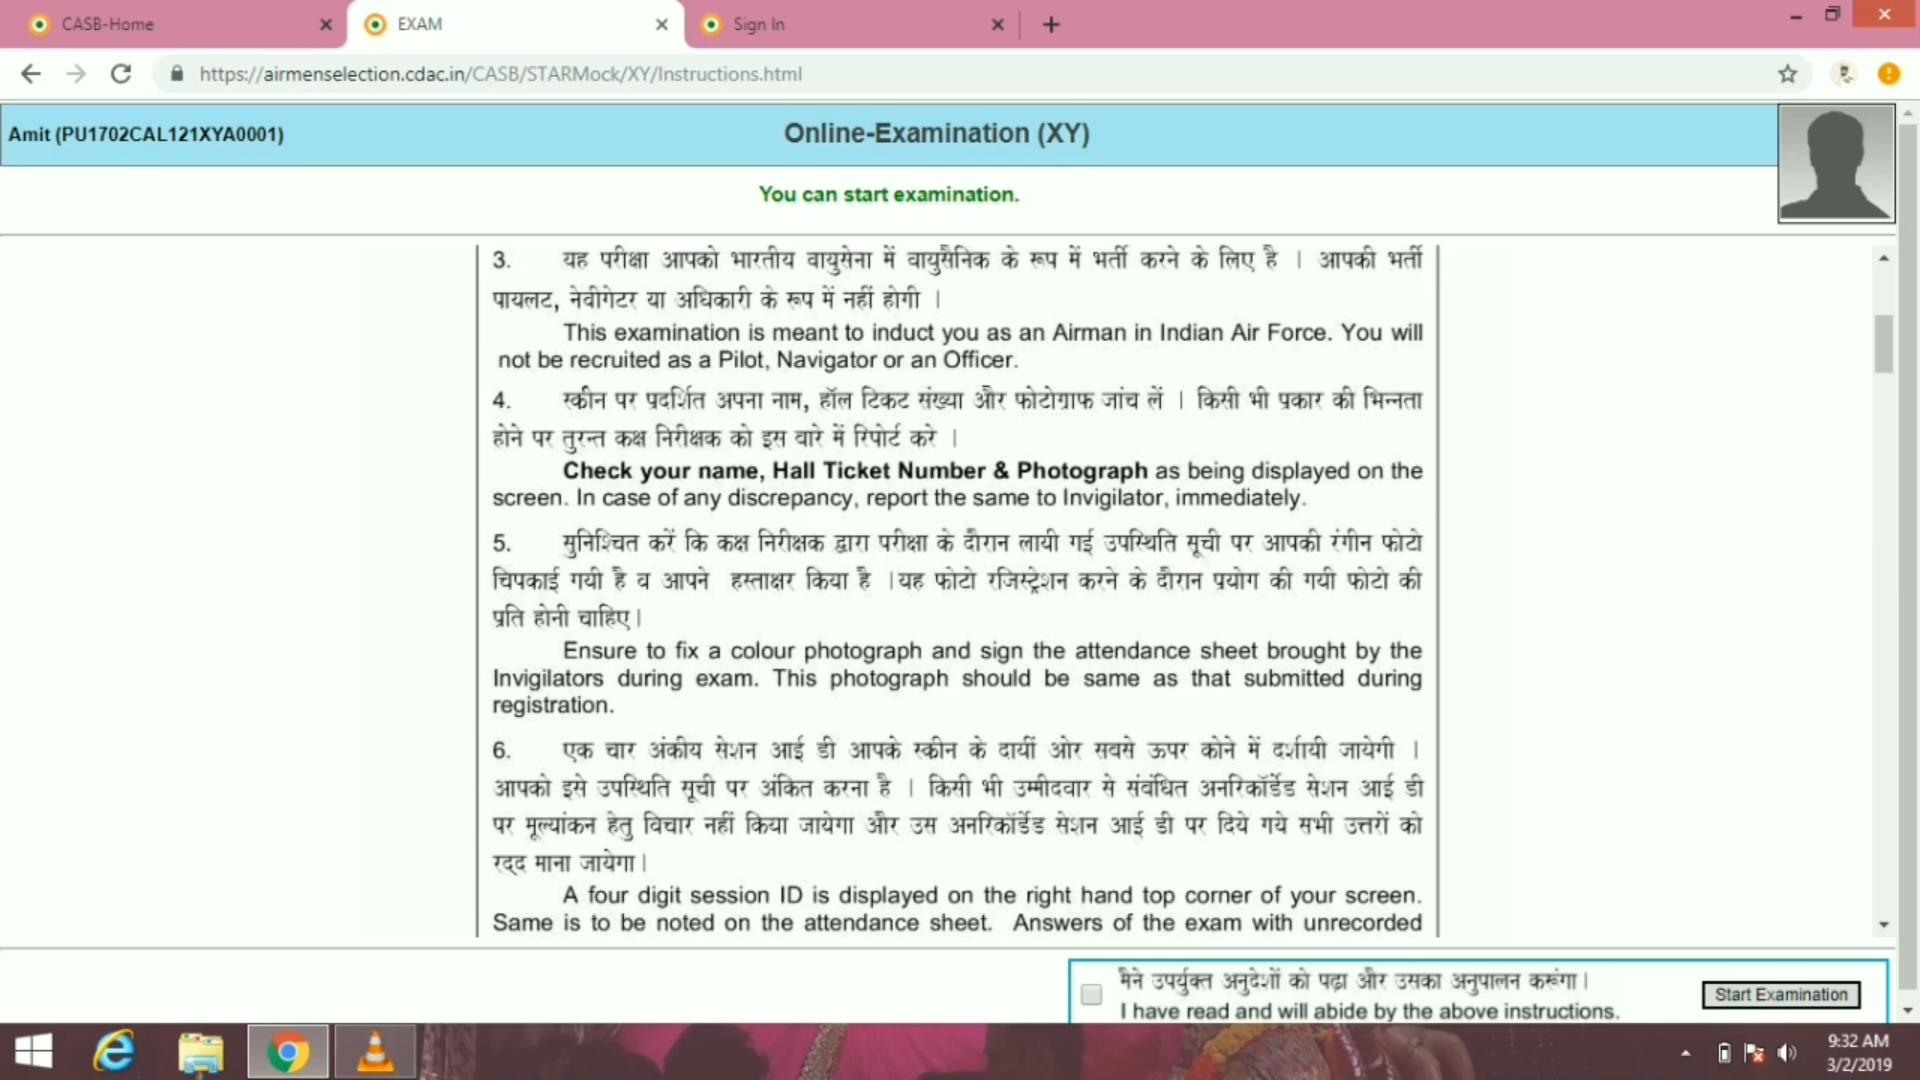 CASB-Home
EXAM
Sign In
https://airmenselection.cdac.in/CASB/STARMock/XY/Instructions.html
Amit (PU1702CAL121XYA0001)
Online-Examination (XY)
You can start examination.
3. यह परीक्षा आपको भारतीय वायुसेना में वायुसैनिक के रूप में भर्ती करने के लिए है । आपकी भर्ती
पायलट, नेवीगेटर या अधिकारी के रूप में नहीं होगी ।
This examination is meant to induct you as an Airman in Indian Air Force. You will
not be recruited as a Pilot, Navigator or an Officer.
4. स्क्रीन पर प्रदर्शित अपना नाम, हॉल टिकट संख्या और फोटोग्राफ जांच लें । किसी भी प्रकार की भिन्नता
होने पर तुरन्त कक्ष निरीक्षक को इस वारे में रिपोर्ट करे ।
Check your name, Hall Ticket Number & Photograph as being displayed on the
screen. In case of any discrepancy, report the same to Invigilator, immediately.
5. सुनिश्चित करें कि कक्ष निरीक्षक द्वारा परीक्षा के दौरान लायी गई उपस्थिति सूची पर आपकी रंगीन फोटो
चिपकाई गयी है व आपने हस्ताक्षर किया है ।यह फोटो रजिस्ट्रेशन करने के दौरान प्रयोग की गयी फोटो की
प्रति होनी चाहिए।
Ensure to fix a colour photograph and sign the attendance sheet brought by the
Invigilators during exam. This photograph should be same as that submitted during
registration.
6. एक चार अंकीय सेशन आई डी आपके स्क्रीन के दायीं ओर सबसे ऊपर कोने में दर्शायी जायेगी ।
आपको इसे उपस्थिति सूची पर अंकित करना है । किसी भी उम्मीदवार से संबंधित अनरिकॉर्डेड सेशन आई डी
पर मूल्यांकन हेतु विचार नहीं किया जायेगा और उस अनरिकॉर्डेड सेशन आई डी पर दिये गये सभी उत्तरों को
रद्द माना जायेगा।
A four digit session ID is displayed on the right hand top corner of your screen.
Same is to be noted on the attendance sheet. Answers of the exam with unrecorded
मैने उपर्युक्त अनुदेशों को पढ़ा और उसका अनुपालन करूंगा।
I have read and will abide by the above instructions.
Start Examination
9:32 AM
3/2/2019